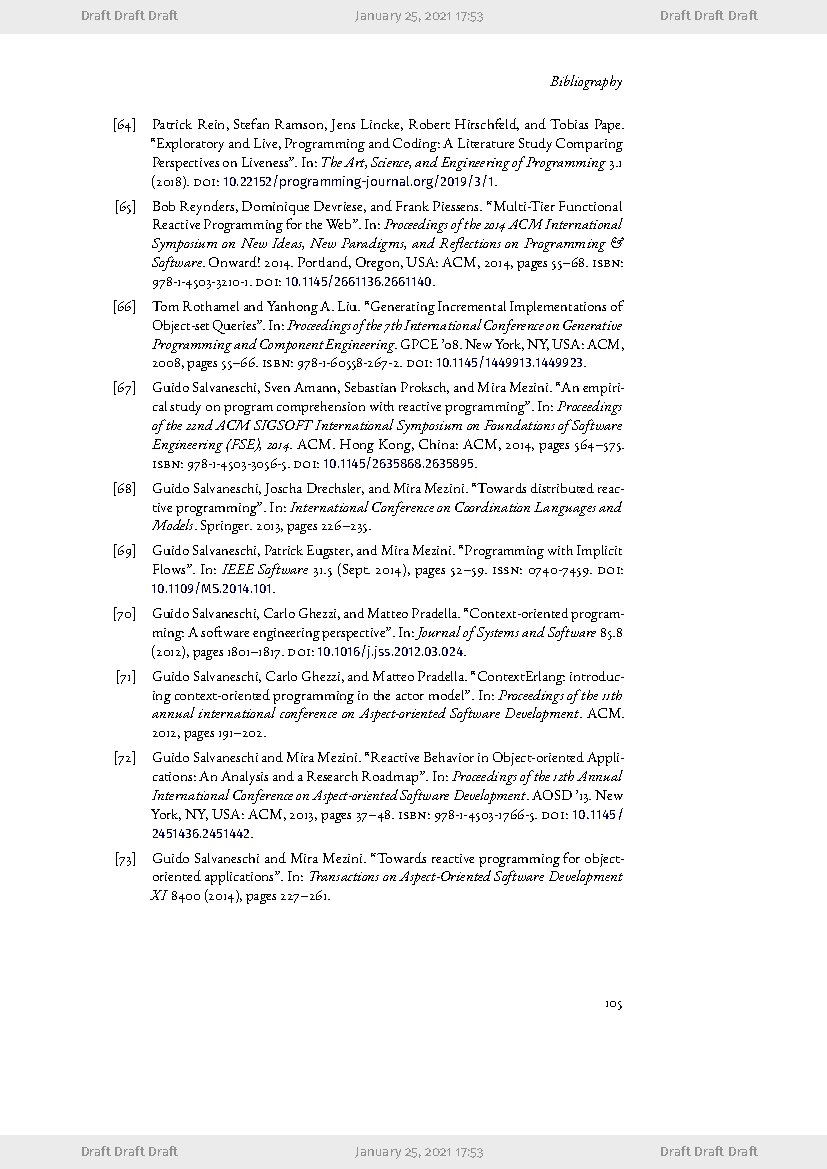 Draft Draft Draft January 25, 2021 17:53 Draft Draft Draft
Bibliography
[64] Patrick Rein, Stefan Ramson, Jens Lincke, Robert Hirschfeld, and Tobias Pape.
“Exploratory and Live, Programming and Coding: A Literature Study Comparing
Perspectives on Liveness”. In: The Art, Science, and Engineering of Programming 3.1
(2018). DOI: 10.22152/programming-journal.org/2019/3/1.
[65] Bob Reynders, Dominique Devriese, and Frank Piessens. “Multi-Tier Functional
Reactive Programming for the Web”. In: Proceedings of the 2014 ACM International
Symposium on New Ideas, New Paradigms, and Reflections on Programming &
Software. Onward! 2014. Portland, Oregon, USA: ACM, 2014, pages 55–68. ISBN:
978-1-4503-3210-1. DOI: 10.1145/2661136.2661140.
[66] Tom Rothamel and Yanhong A. Liu. “Generating Incremental Implementations of
Object-set Queries”. In: Proceedings of the 7th International Conference on Generative
Programming and Component Engineering. GPCE ’08. New York, NY, USA: ACM,
2008, pages 55–66. ISBN: 978-1-60558-267-2. DOI: 10.1145/1449913.1449923.
[67] Guido Salvaneschi, Sven Amann, Sebastian Proksch, and Mira Mezini. “An empiri-
cal study on program comprehension with reactive programming”. In: Proceedings
of the 22nd ACM SIGSOFT International Symposium on Foundations of Software
Engineering (FSE), 2014. ACM. Hong Kong, China: ACM, 2014, pages 564–575.
ISBN: 978-1-4503-3056-5. DOI: 10.1145/2635868.2635895.
[68] Guido Salvaneschi, Joscha Drechsler, and Mira Mezini. “Towards distributed reac-
tive programming”. In: International Conference on Coordination Languages and
Models. Springer. 2013, pages 226–235.
[69] Guido Salvaneschi, Patrick Eugster, and Mira Mezini. “Programming with Implicit
Flows”. In: IEEE Software 31.5 (Sept. 2014), pages 52–59. ISSN: 0740-7459. DOI:
10.1109/MS.2014.101.
[70] Guido Salvaneschi, Carlo Ghezzi, and Matteo Pradella. “Context-oriented program-
ming: A software engineering perspective”. In: Journal of Systems and Software 85.8
(2012), pages 1801–1817. DOI: 10.1016/j.jss.2012.03.024.
[71] Guido Salvaneschi, Carlo Ghezzi, and Matteo Pradella. “ContextErlang: introduc-
ing context-oriented programming in the actor model”. In: Proceedings of the 11th
annual international conference on Aspect-oriented Software Development. ACM.
2012, pages 191–202.
[72] Guido Salvaneschi and Mira Mezini. “Reactive Behavior in Object-oriented Appli-
cations: An Analysis and a Research Roadmap”. In: Proceedings of the 12th Annual
International Conference on Aspect-oriented Software Development. AOSD ’13. New
York, NY, USA: ACM, 2013, pages 37–48. ISBN: 978-1-4503-1766-5. DOI: 10.1145/
2451436.2451442.
[73] Guido Salvaneschi and Mira Mezini. “Towards reactive programming for object-
oriented applications”. In: Transactions on Aspect-Oriented Software Development
XI 8400 (2014), pages 227–261.
105
Draft Draft Draft January 25, 2021 17:53 Draft Draft Draft